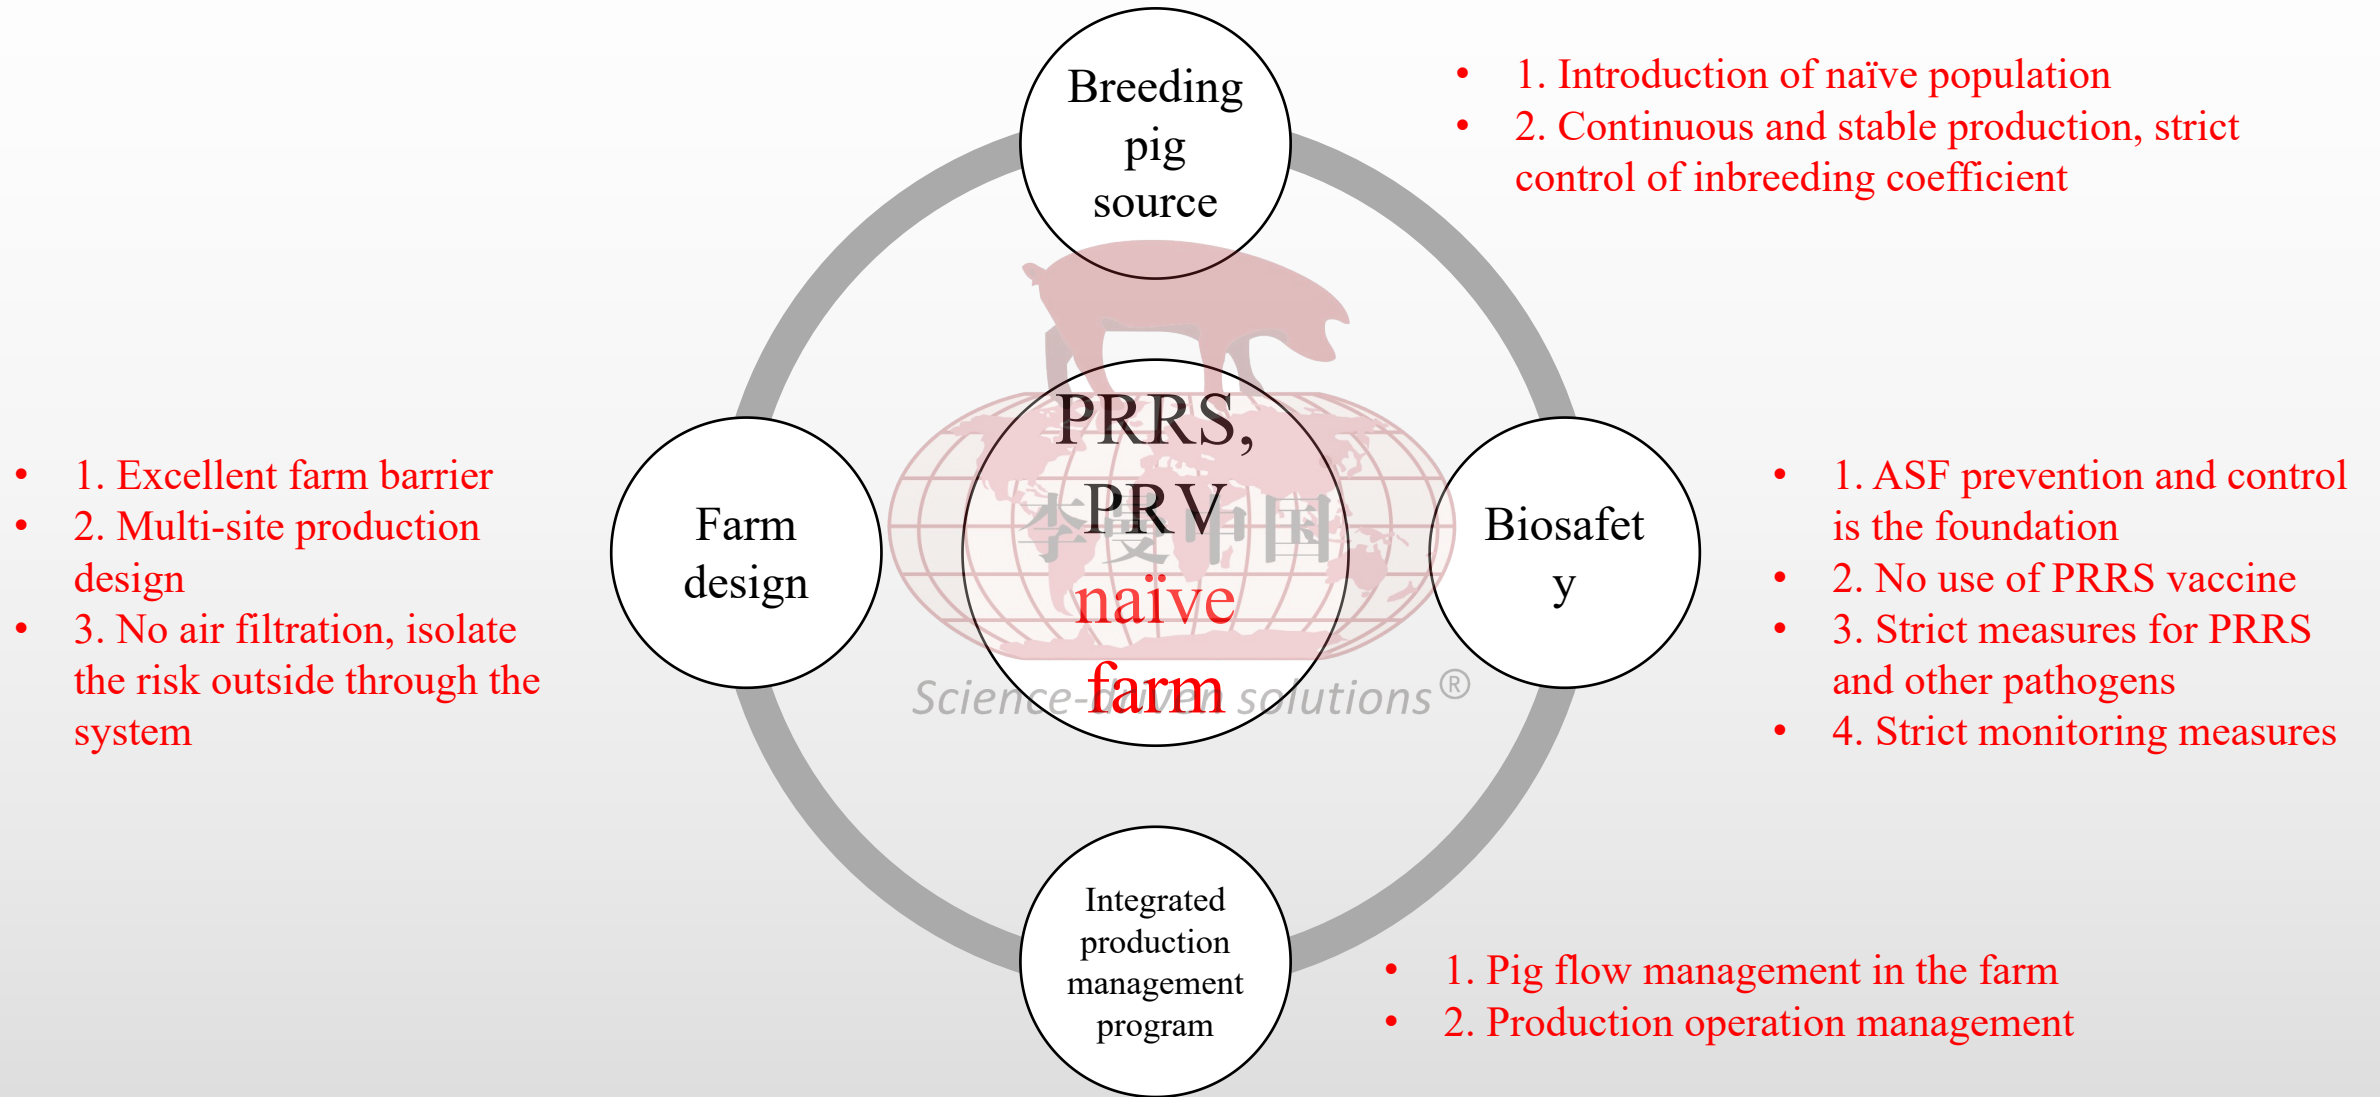 Breeding
pig
source
• 1. Introduction of naïve population
• 2. Continuous and stable production, strict
control of inbreeding coefficient
PRRS,
PRV
naïve
farm
李曼中国
Science-driven solutions®
Farm
design
• 1. Excellent farm barrier
• 2. Multi-site production
design
• 3. No air filtration, isolate
the risk outside through the
system
Biosafet
y
• 1. ASF prevention and control
is the foundation
• 2. No use of PRRS vaccine
• 3. Strict measures for PRRS
and other pathogens
• 4. Strict monitoring measures
Integrated
production
management
program
• 1. Pig flow management in the farm
• 2. Production operation management